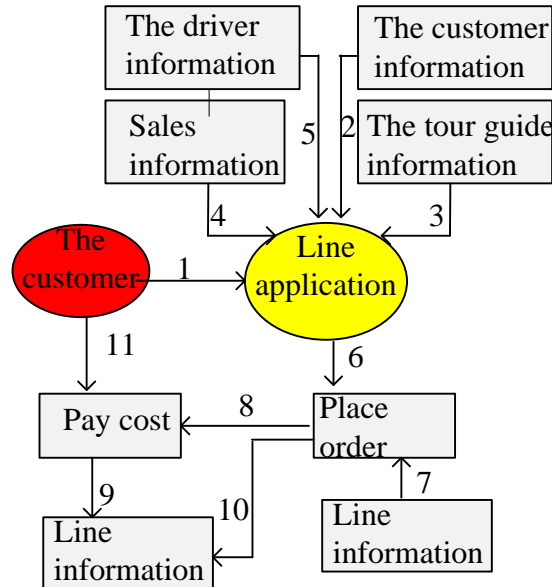 The driver
information
The customer
information
Sales
information
5
2
The tour guide
information
4
3
The
customer
1
Line
application
11
6
Pay cost
8
Place
order
9
10
7
Line
information
Line
information